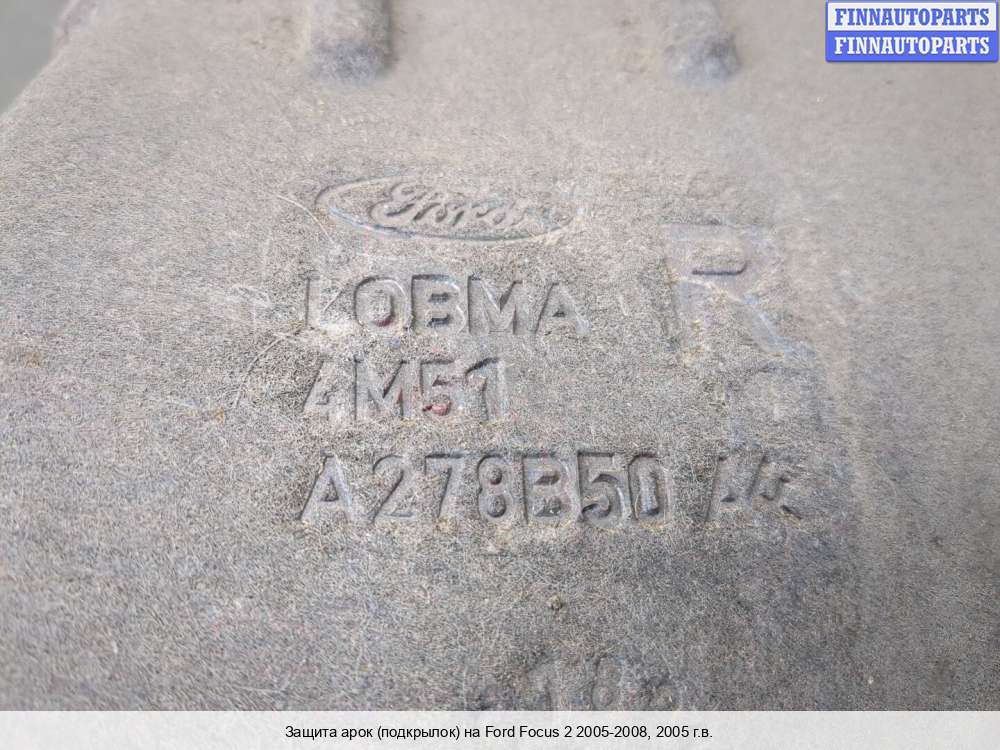 FINNAUTOPARTS
FINNAUTOPARTS
Ford
LOBMA R
4M51
A278B50
Защита арок (подкрылок) на Ford Focus 2 2005-2008, 2005 г.в.